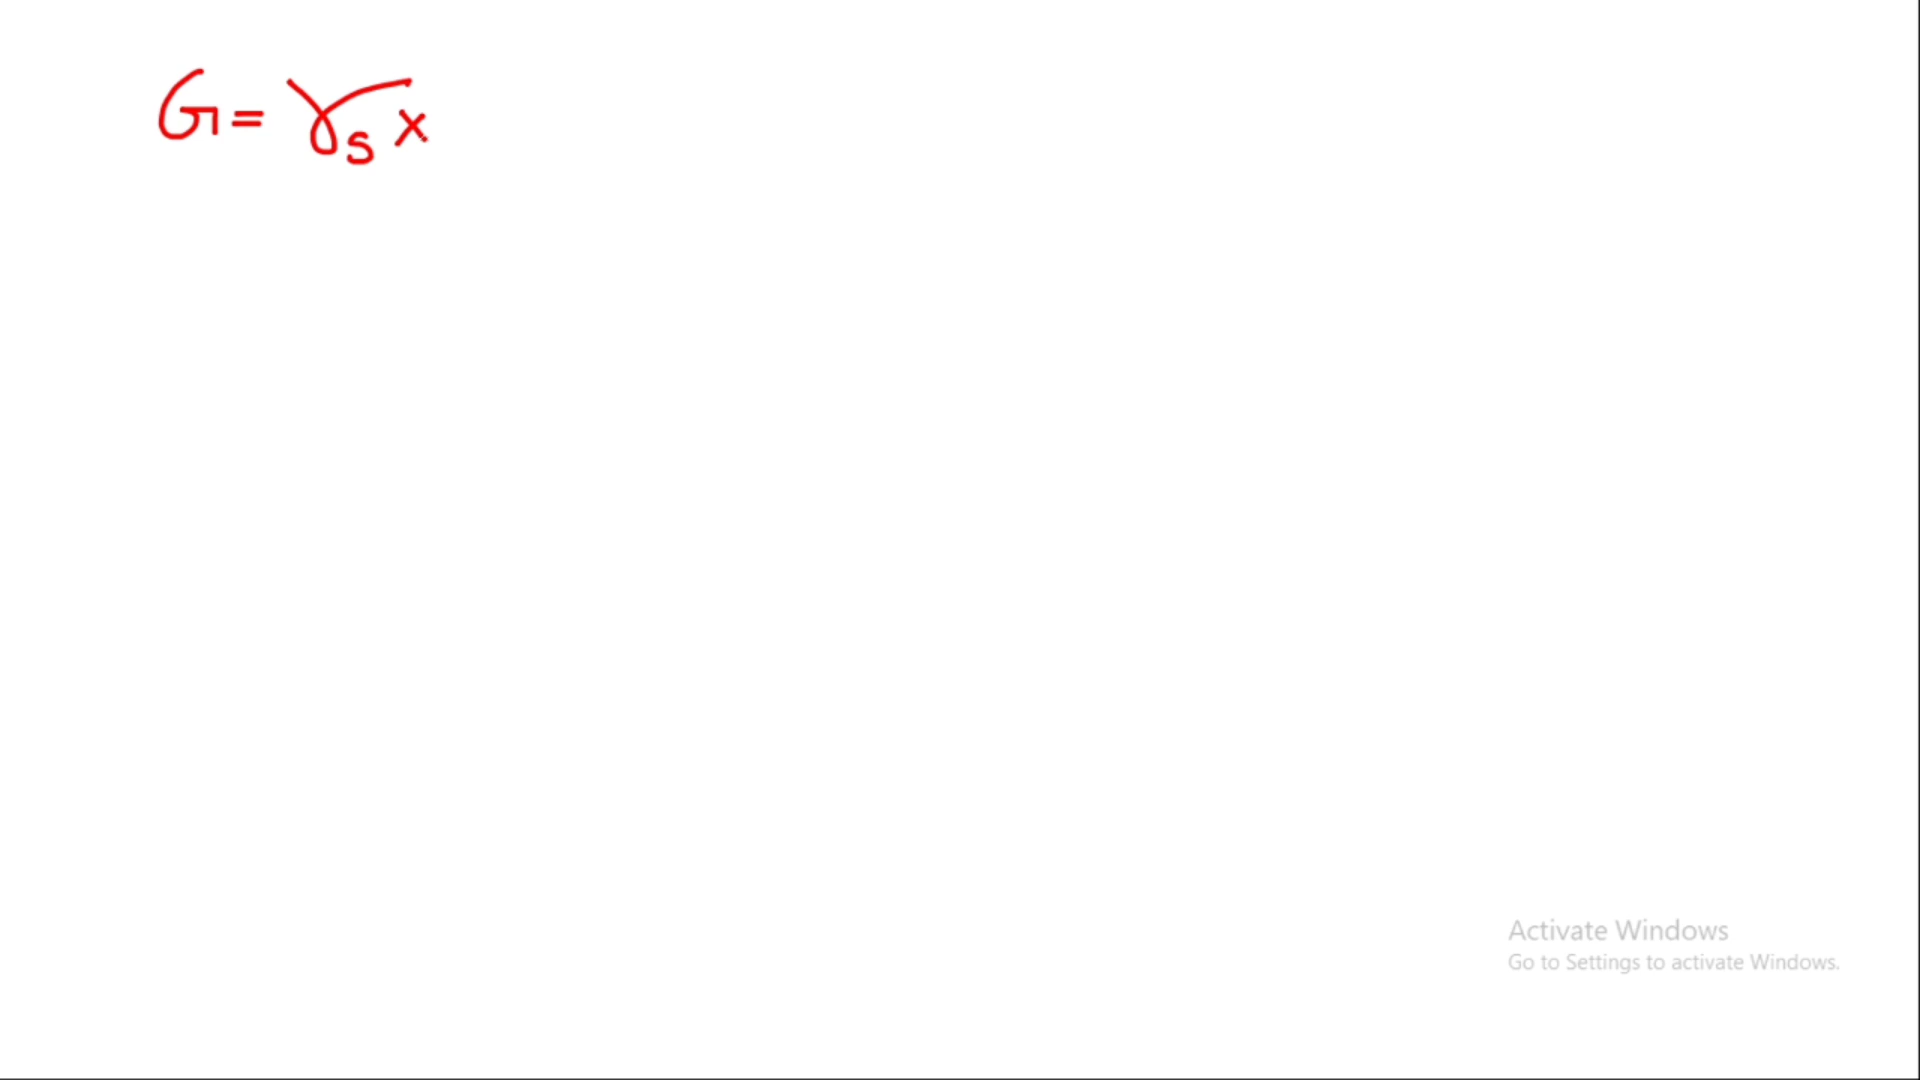 G = γs x
Activate Windows
Go to Settings to activate Windows.